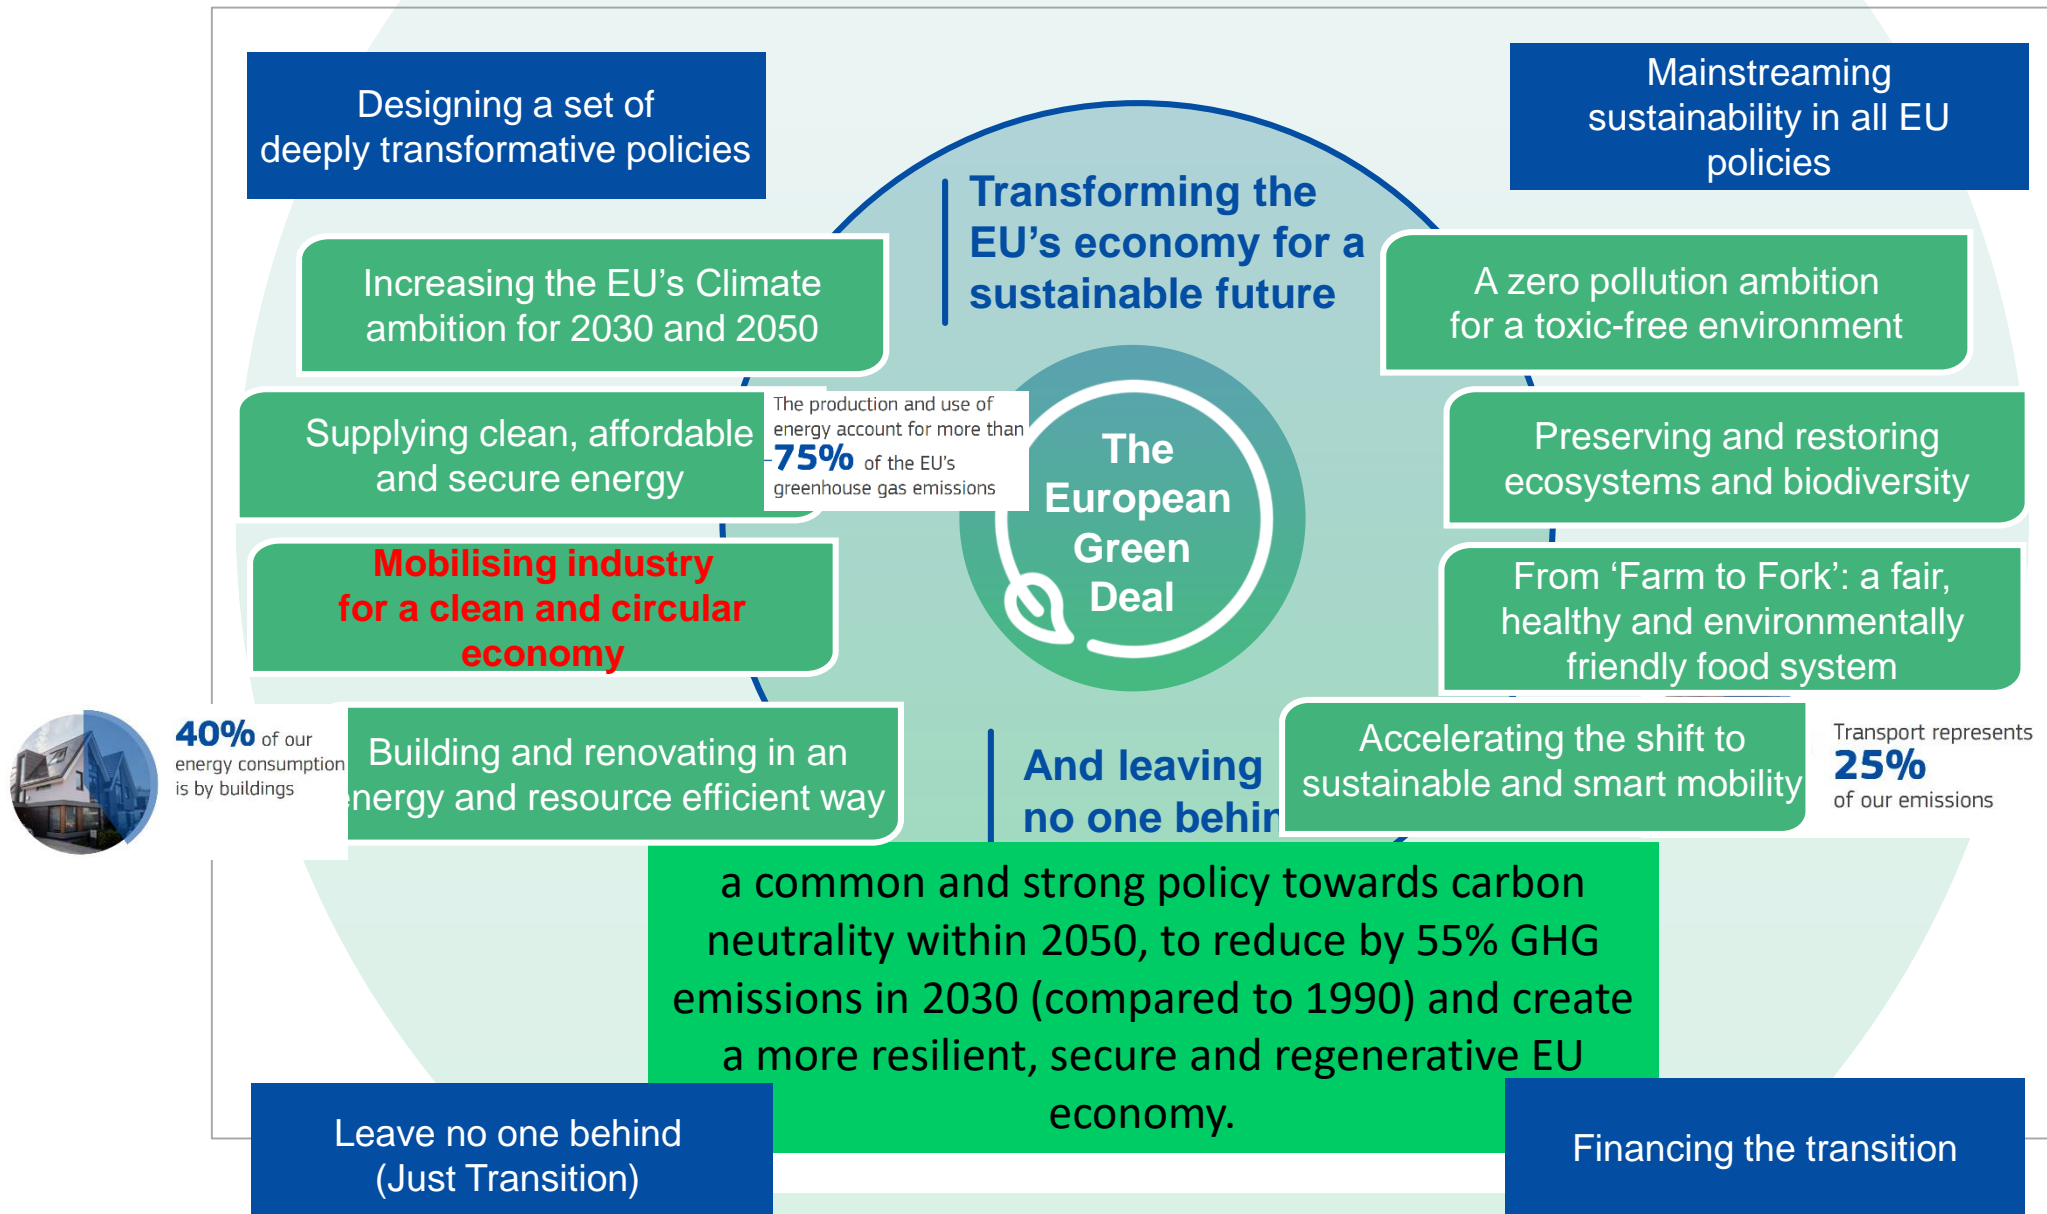 Designing a set of
deeply transformative policies
Mainstreaming
sustainability in all EU
policies
Transforming the
EU’s economy for a
sustainable future
Increasing the EU’s Climate
ambition for 2030 and 2050
A zero pollution ambition
for a toxic-free environment
Supplying clean, affordable
and secure energy
The production and use of
energy account for more than
75% of the EU's
greenhouse gas emissions
The
European
Green
Deal
Preserving and restoring
ecosystems and biodiversity
Mobilising industry
for a clean and circular
economy
From ‘Farm to Fork’: a fair,
healthy and environmentally
friendly food system
40% of our
energy consumption
is by buildings
Building and renovating in an
energy and resource efficient way
And leaving
no one behin
Accelerating the shift to
sustainable and smart mobility
Transport represents
25%
of our emissions
a common and strong policy towards carbon
neutrality within 2050, to reduce by 55% GHG
emissions in 2030 (compared to 1990) and create
a more resilient, secure and regenerative EU
economy.
Leave no one behind
(Just Transition)
Financing the transition